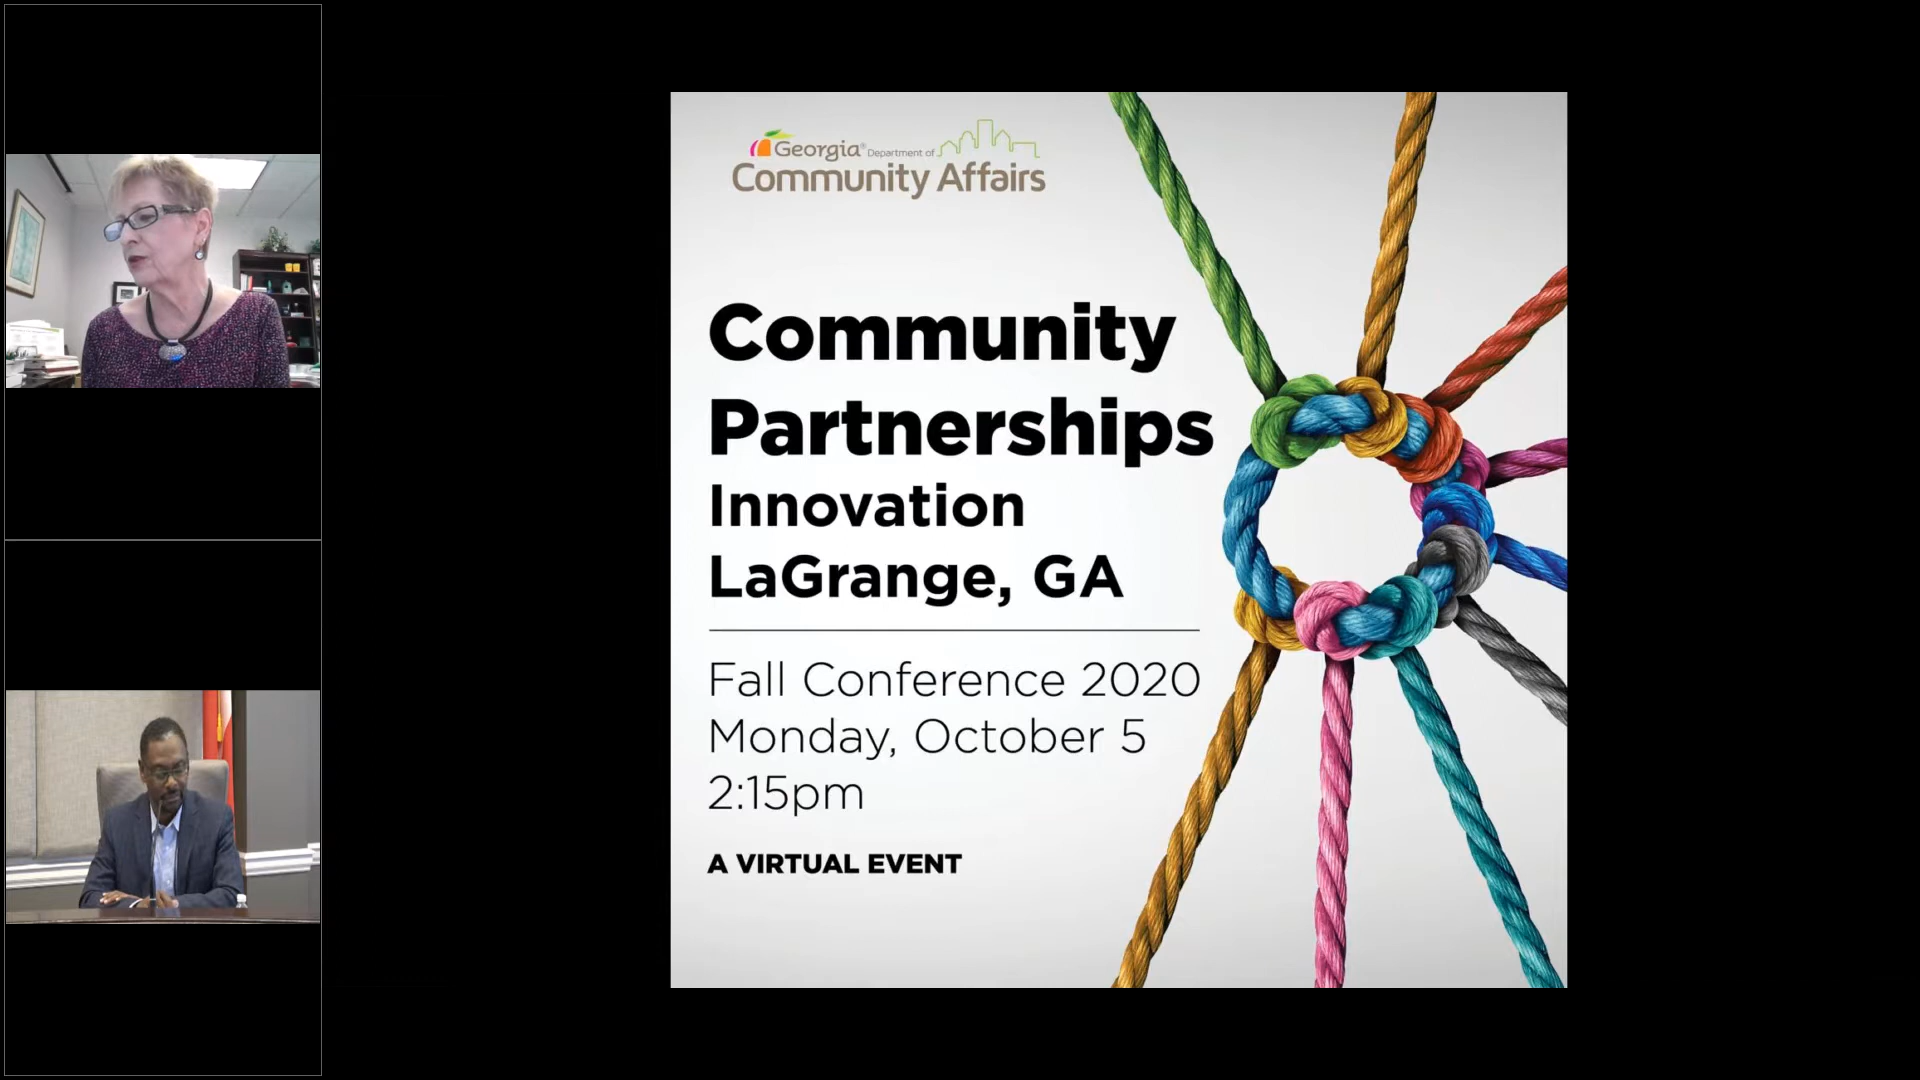 Georgia® Department of
Community Affairs
Community
Partnerships
Innovation
LaGrange, GA
Fall Conference 2020
Monday, October 5
2:15pm
A VIRTUAL EVENT